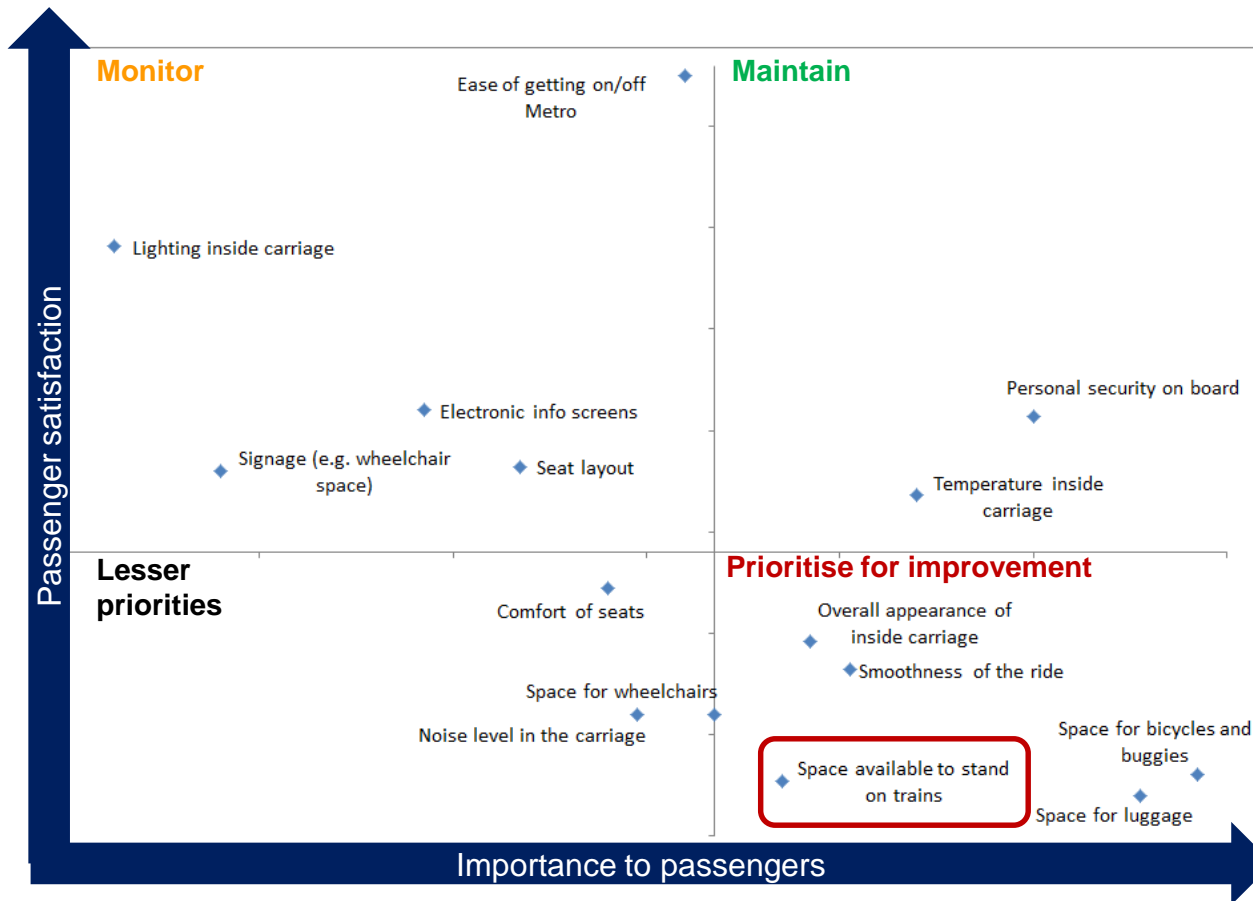 Monitor
Maintain
Ease of getting on/off
Metro
Lighting inside carriage
Personal security on board
Electronic info screens
Signage (e.g. wheelchair
space)
Seat layout
Temperature inside
carriage
Passenger satisfaction
Lesser
priorities
Prioritise for improvement
Comfort of seats
Overall appearance of
inside carriage
Smoothness of the ride
Space for wheelchairs
Noise level in the carriage
Space for bicycles and
buggies
Space available to stand
on trains
Space for luggage
Importance to passengers